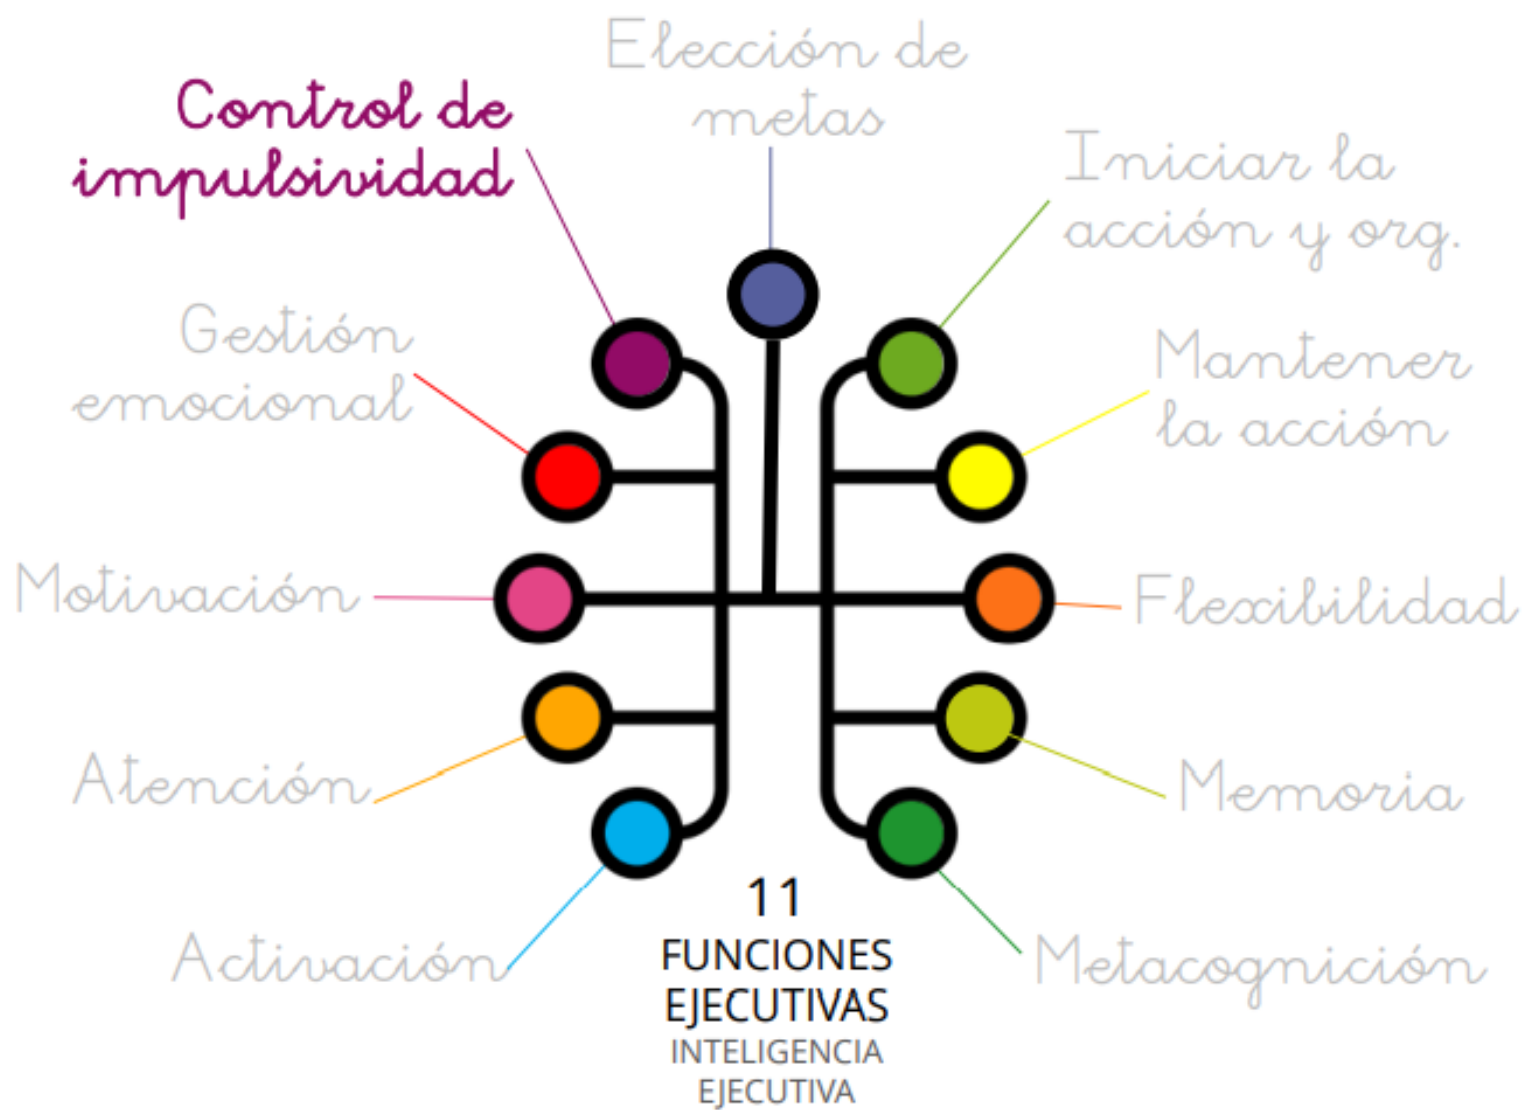 Elección de
metas
Control de
impulsividad
Iniciar la
acción y org.
Gestión
emocional
Mantener
la acción
Motivación
Flexibilidad
Atención
Memoria
Activación
Metacognición
11
FUNCIONES
EJECUTIVAS
INTELIGENCIA
EJECUTIVA